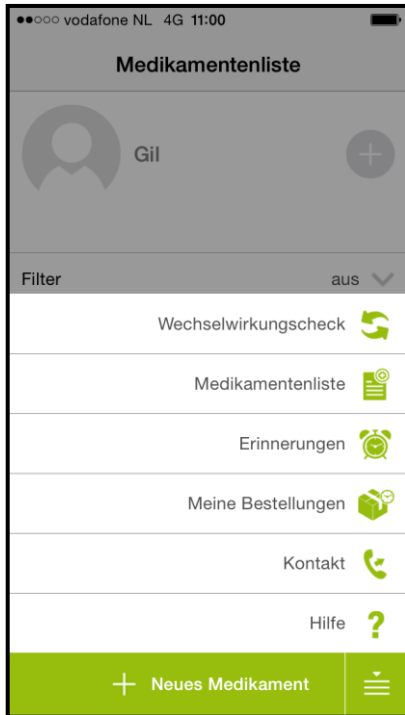 vodafone NL 4G 11:00
Medikamentenliste
Gil
Filter aus
Wechselwirkungscheck
Medikamentenliste
Erinnerungen
Meine Bestellungen
Kontakt
Hilfe
Neues Medikament